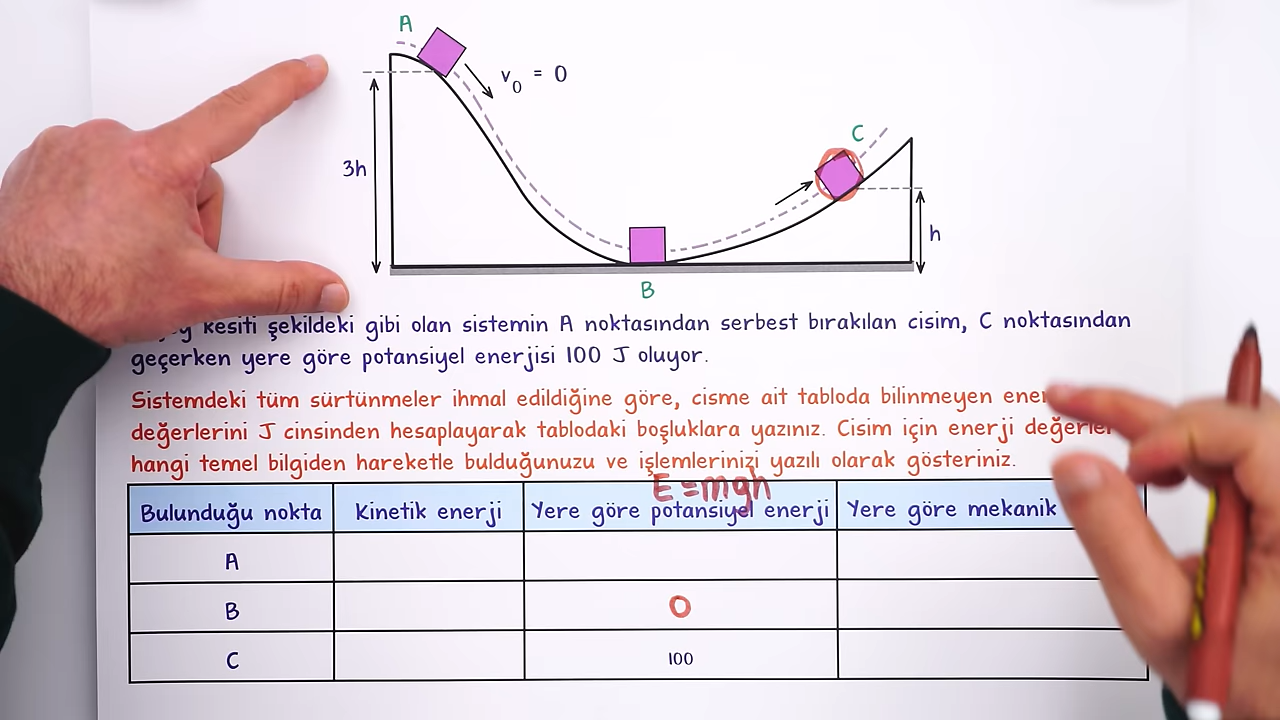 A
v0 = 0
C
3h
h
B
kesiti şekildeki gibi olan sistemin A noktasından serbest bırakılan cisim, C noktasından
geçerken yere göre potansiyel enerjisi 100 J oluyor.
Sistemdeki tüm sürtünmeler ihmal edildiğine göre, cisme ait tabloda bilinmeyen
değerlerini J cinsinden hesaplayarak tablodaki boşluklara yazınız. Cisim için enerji
hangi temel bilgiden hareketle bulduğunuzu ve işlemlerinizi yazılı olarak gösteriniz.
E=mgh
Bulunduğu nokta Kinetik enerji Yere göre potansiyel enerji Yere göre mekanik
A
B 0
C 100